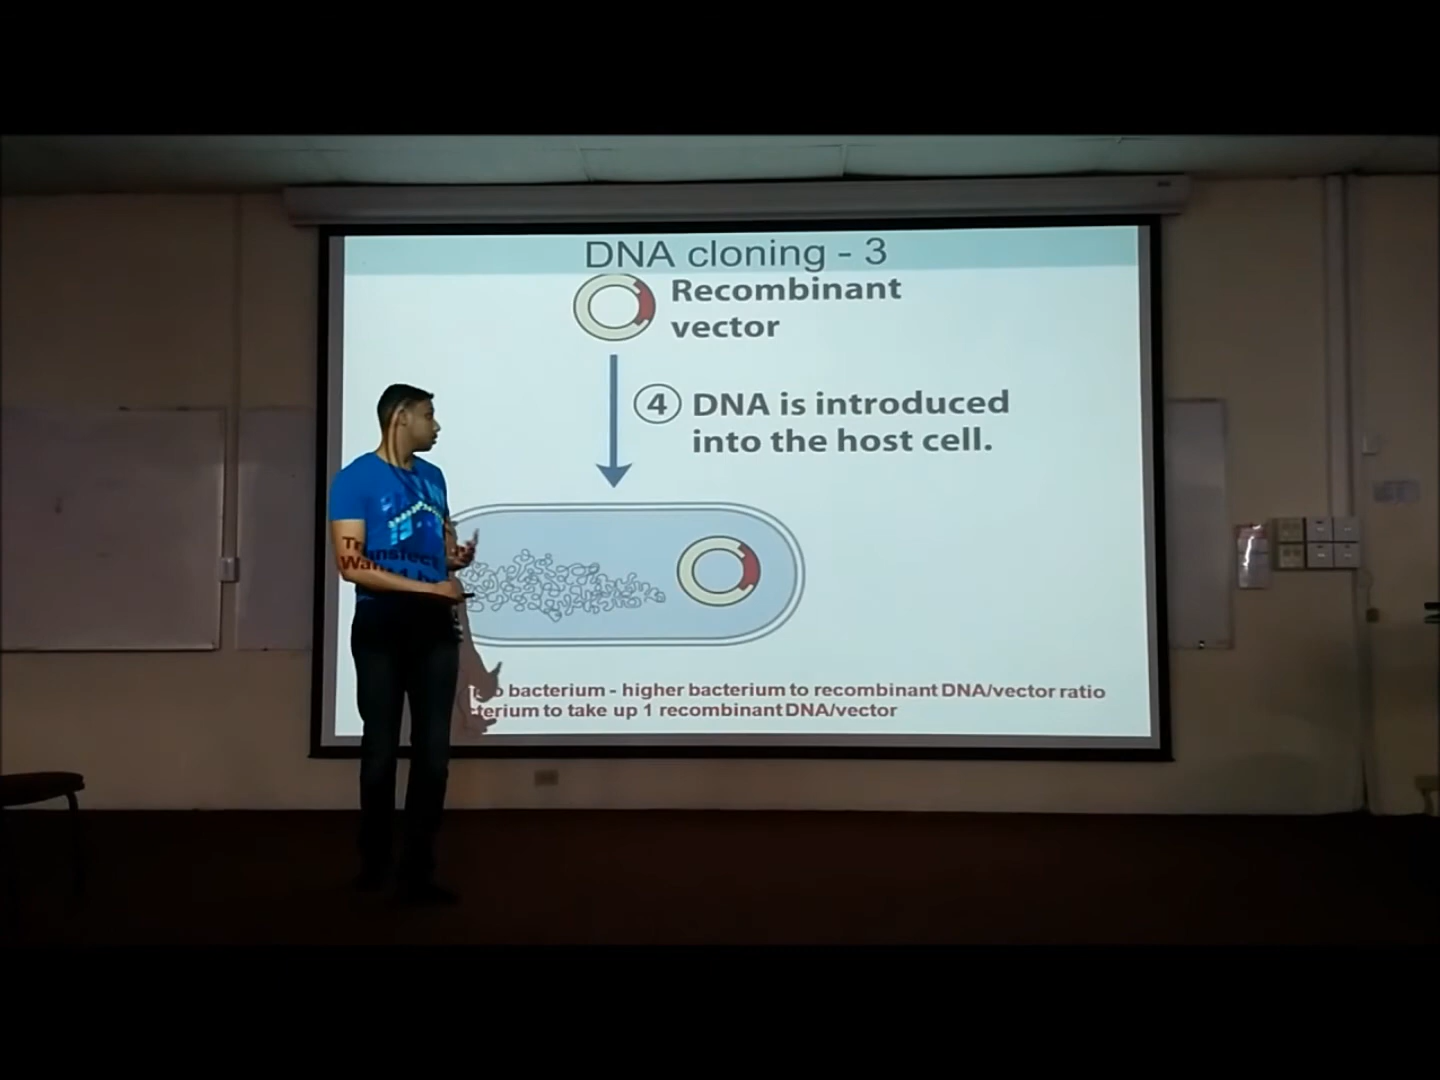 DNA cloning - 3
Recombinant
vector
4 DNA is introduced
into the host cell.
bacterium - higher bacterium to recombinant DNA/vector ratio
to take up 1 recombinant DNA/vector